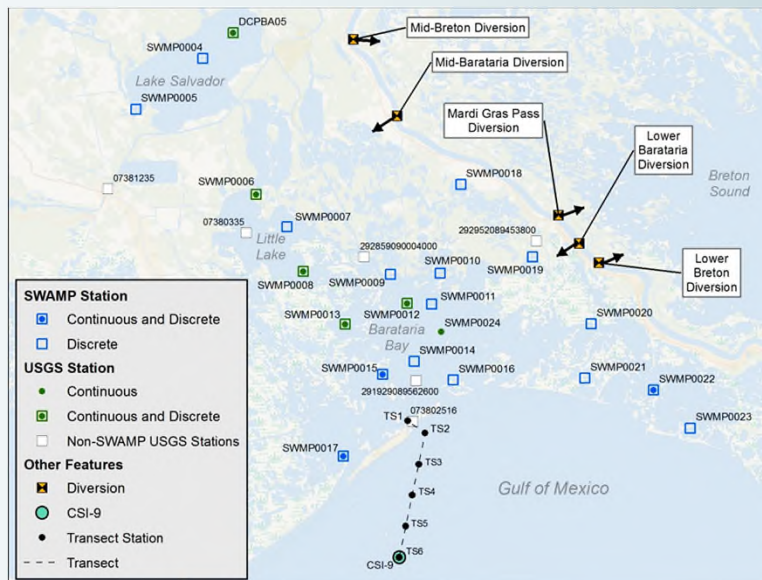 DCPBA05
Mid-Breton Diversion
SWMP0004
Mid-Barataria Diversion
Lake Salvador
SWMP0005
Mardi Gras Pass
Diversion
Lower
Barataria
Diversion
Breton
Sound
07381235
SWMP0006
SWMP0018
07380335
SWMP0007
Little
Lake
292952089453800
292859090004000
SWMP0010
SWMP0019
Lower
Breton
Diversion
SWMP0008
SWMP0009
SWMP0012
SWMP0011
SWMP0013
Barataria
Bay
SWMP0024
SWMP0020
SWMP0014
SWMP0015
SWMP0016
SWMP0021
SWMP0022
291929089562600
073802516
TS1
TS2
SWMP0023
SWMP0017
TS3
TS4
Gulf of Mexico
TS5
TS6
CSI-9
SWAMP Station
Continuous and Discrete
Discrete
USGS Station
Continuous
Continuous and Discrete
Non-SWAMP USGS Stations
Other Features
Diversion
CSI-9
Transect Station
Transect